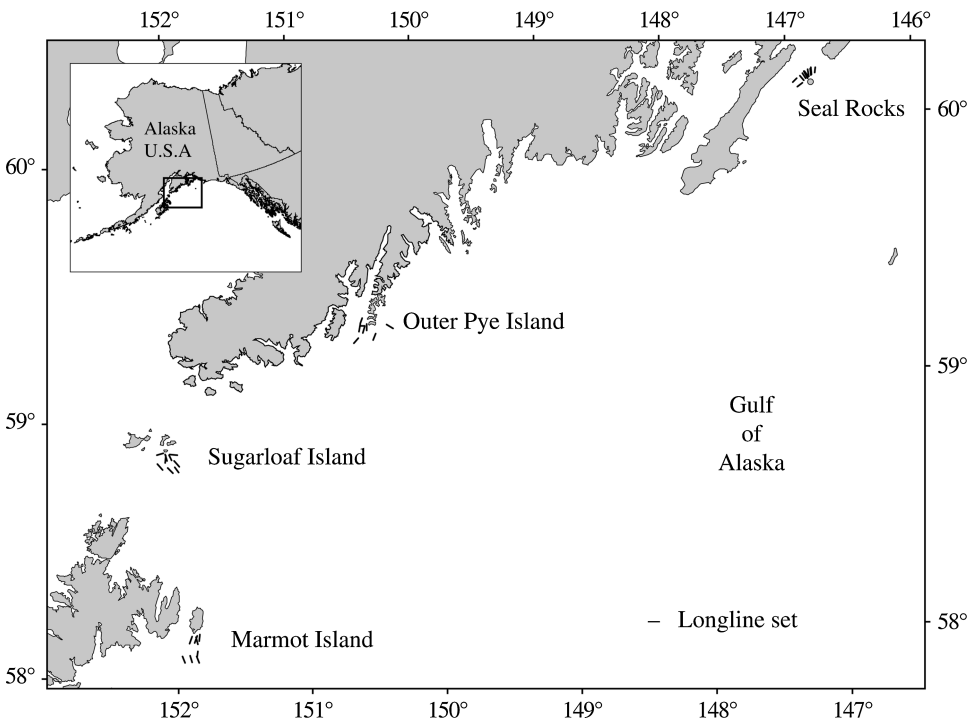 152° 151° 150° 149° 148° 147° 146°
Seal Rocks
60°
Alaska
U.S.A
60°
Outer Pye Island
59°
Gulf
of
Alaska
59°
Sugarloaf Island
Longline set
58°
Marmot Island
58°
152° 151° 150° 149° 148° 147°